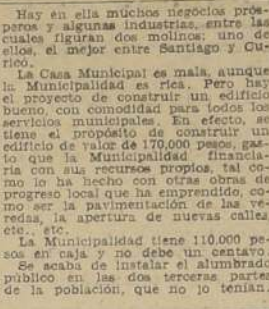 Hay en ella muchos negocios prós-
peros y algunas industrias, entre las
cuales figuran dos molinos: uno de
ellos, el mejor entre Santiago y Cu-
ricó.
La Casa Municipal es mala, aunque
la Municipalidad es rica. Pero hay
el proyecto de construir un edificio
bueno, con comodidad para todos los
servicios municipales. En efecto, se
tiene el propósito de construir un
edificio de valor de 170,000 pesos, gas-
to que la Municipalidad financia-
ría con sus recursos propios, tal co-
mo lo ha hecho con otras obras de
progreso local que ha emprendido, co-
mo ser la pavimentación de las ve-
redas, la apertura de nuevas calles
etc., etc.
La Municipalidad tiene 110,000 pe-
sos en caja y no debe un centavo.
Se acaba de instalar el alumbrado
público en las dos terceras partes
de la población, que no lo tenían.